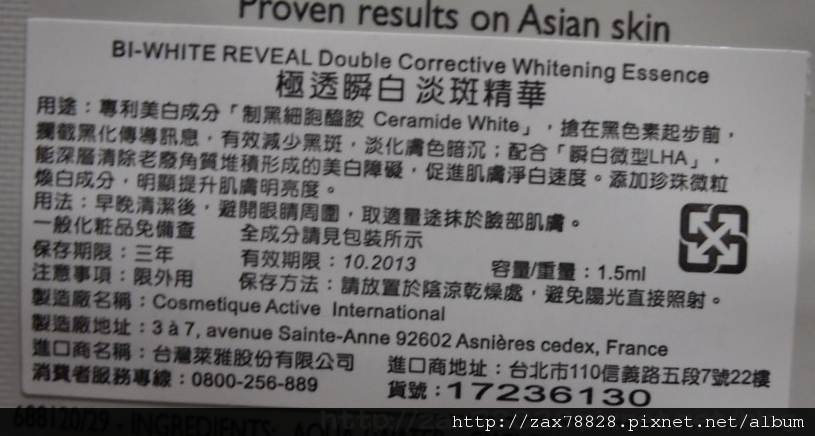 Proven results on Asian skin
BI-WHITE REVEAL Double Corrective Whitening Essence
極透瞬白 淡斑精華
用途：專利美白成分「制黑細胞醯胺 Ceramide White」，搶在黑色素起步前，
攔截黑化傳導訊息，有效減少黑斑，淡化膚色暗沉；配合「瞬白微型LHA」，
能深層清除老廢角質堆積形成的美白障礙，促進肌膚淨白速度。添加珍珠微粒
煥白成分，明顯提升肌膚明亮度。
用法：早晚清潔後，避開眼睛周圍，取適量塗抹於臉部肌膚。
一般化粧品免備查 全成分請見包裝所示
保存期限：三年 有效期限：10.2013 容量/重量：1.5ml
注意事項：限外用 保存方法：請放置於陰涼乾燥處，避免陽光直接照射。
製造廠名稱：Cosmetique Active International
製造廠地址：3 à 7, avenue Sainte-Anne 92602 Asnières cedex, France
進口商名稱：台灣萊雅股份有限公司 進口商地址：台北市110信義路五段7號22樓
消費者服務專線：0800-256-889 貨號：17236130
688120/29 - INGREDIENTS: AQUA / WATER
http://zax78828.pixnet.net/album